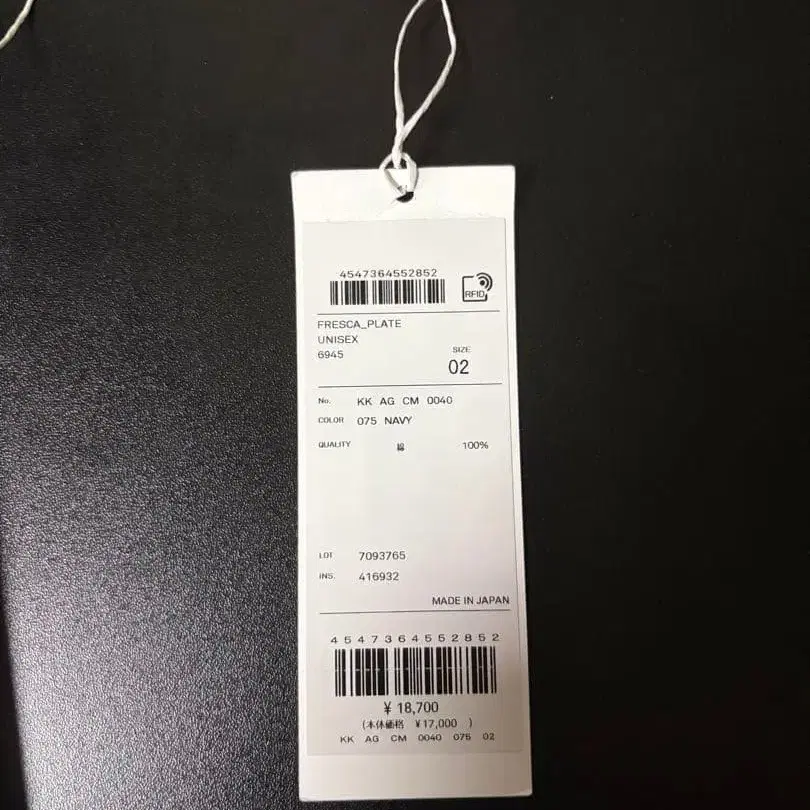 4547364552852
RFID
FRESCA_PLATE
UNISEX
6945
SIZE
02
No. KK AG CM 0040
COLOR 075 NAVY
QUALITY 綿 100%
LOT 7093765
INS. 416932
MADE IN JAPAN
4547364552852
¥ 18,700
(本体価格 ¥17,000 )
KK AG CM 0040 075 02